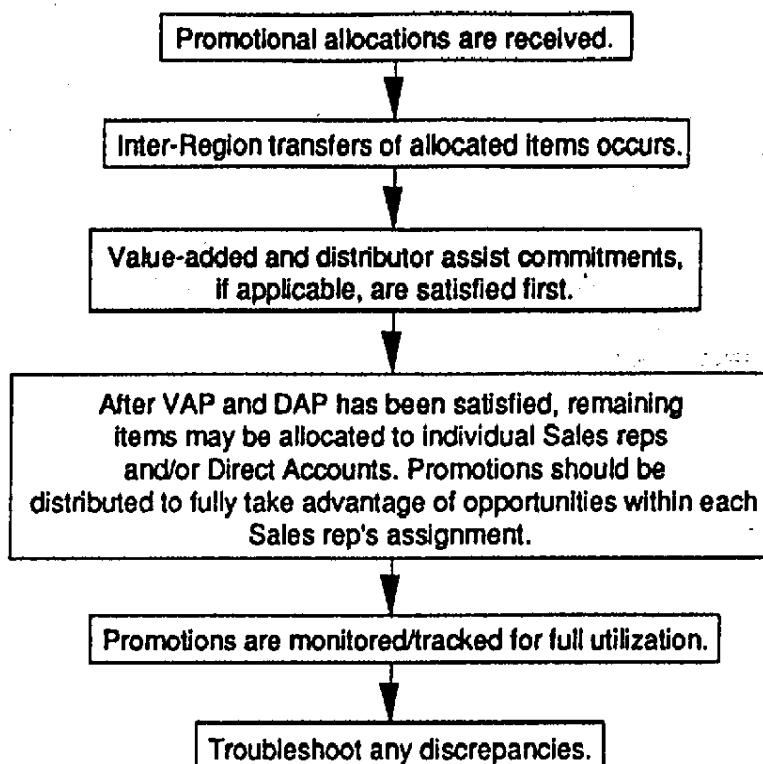 Promotional allocations are received.
Inter-Region transfers of allocated items occurs.
Value-added and distributor assist commitments,
if applicable, are satisfied first.
After VAP and DAP has been satisfied, remaining
items may be allocated to individual Sales reps
and/or Direct Accounts. Promotions should be
distributed to fully take advantage of opportunities within each
Sales rep's assignment.
Promotions are monitored/tracked for full utilization.
Troubleshoot any discrepancies.